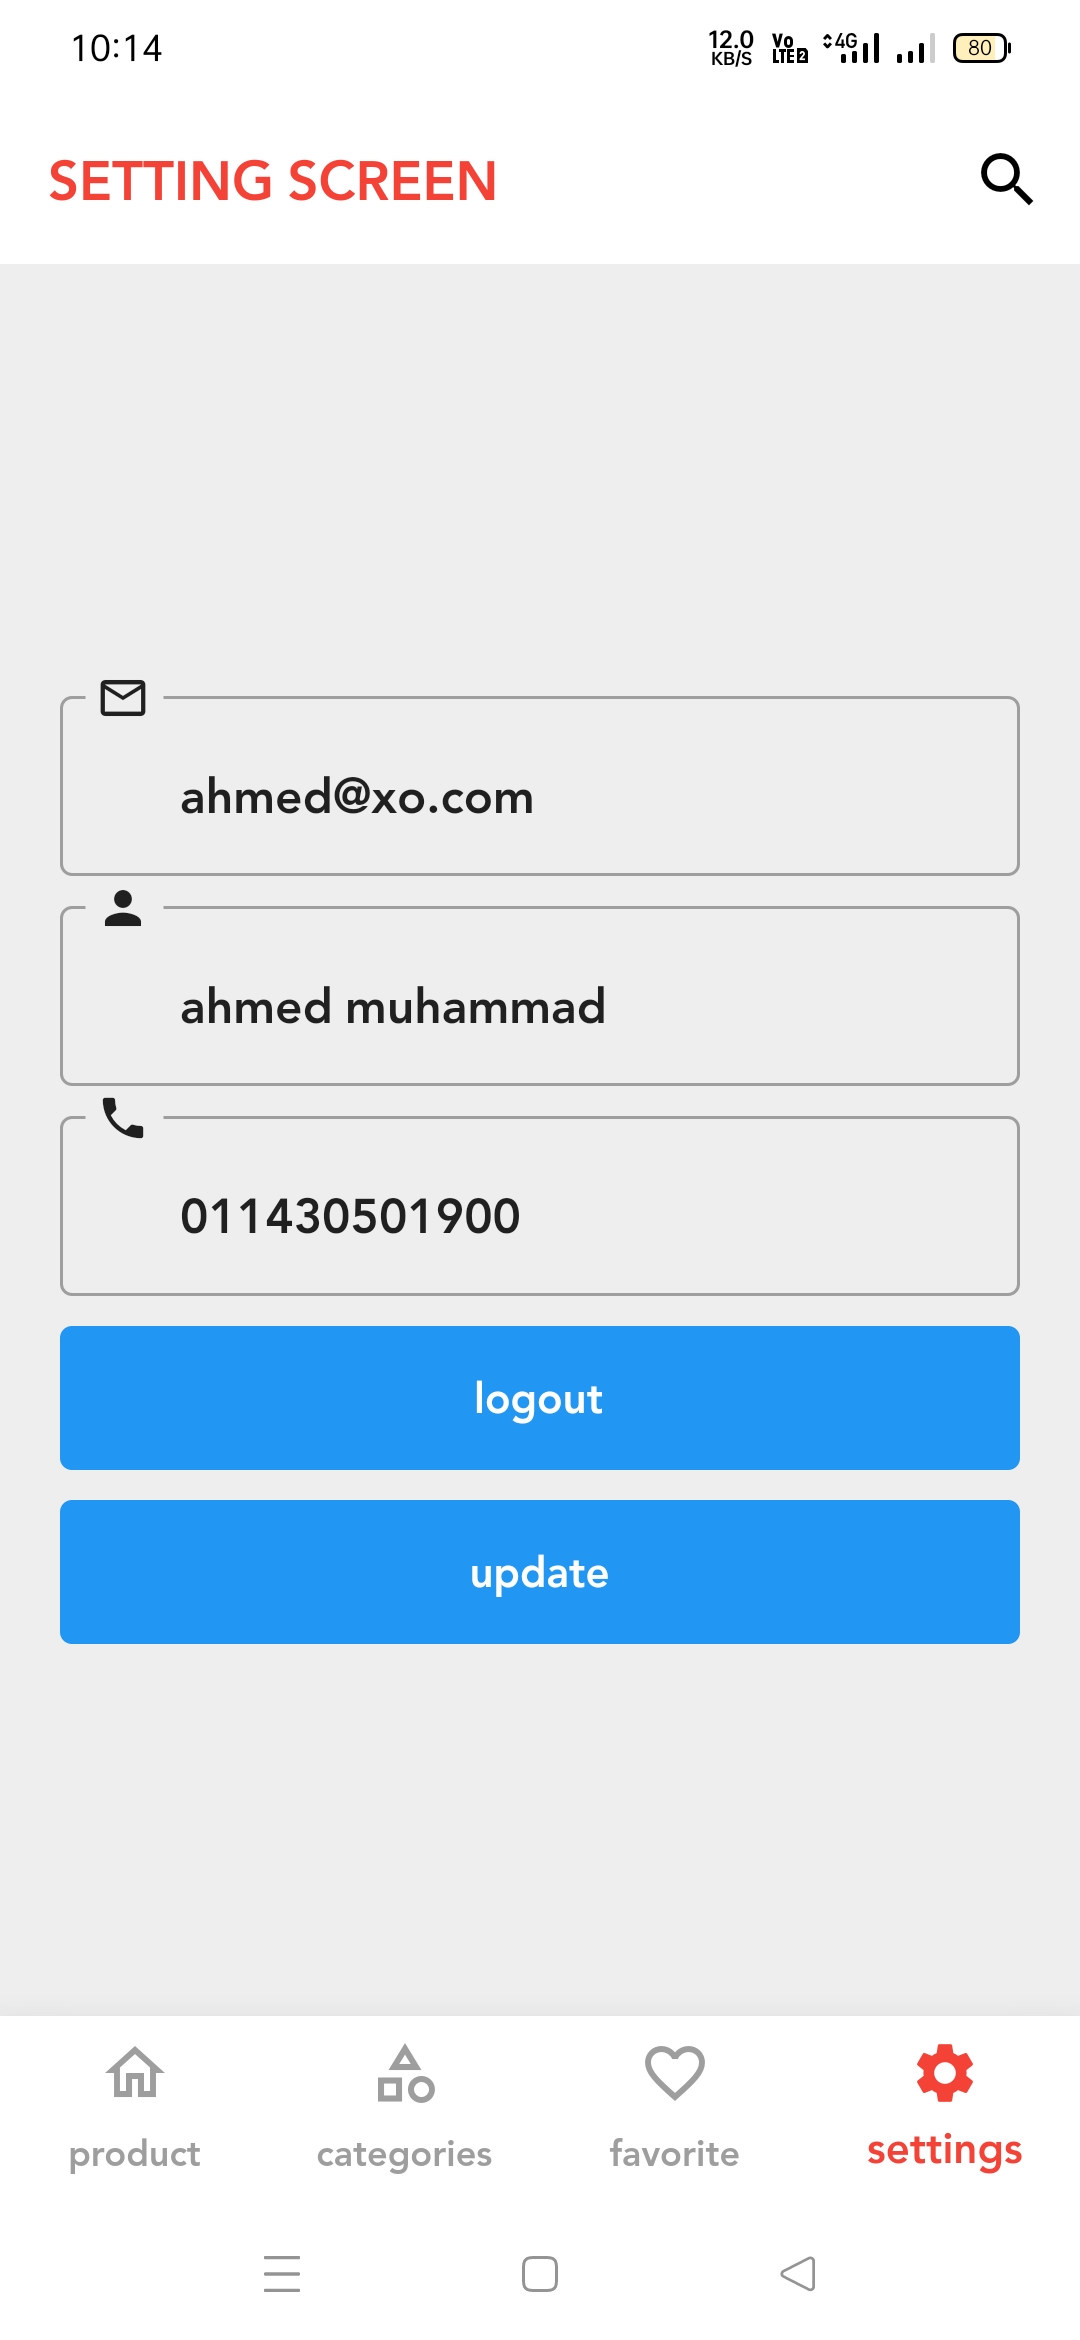 10:14
12.0
KB/S
Vo
LTE 2
4G
80
SETTING SCREEN
ahmed@xo.com
ahmed muhammad
011430501900
logout
update
product
categories
favorite
settings